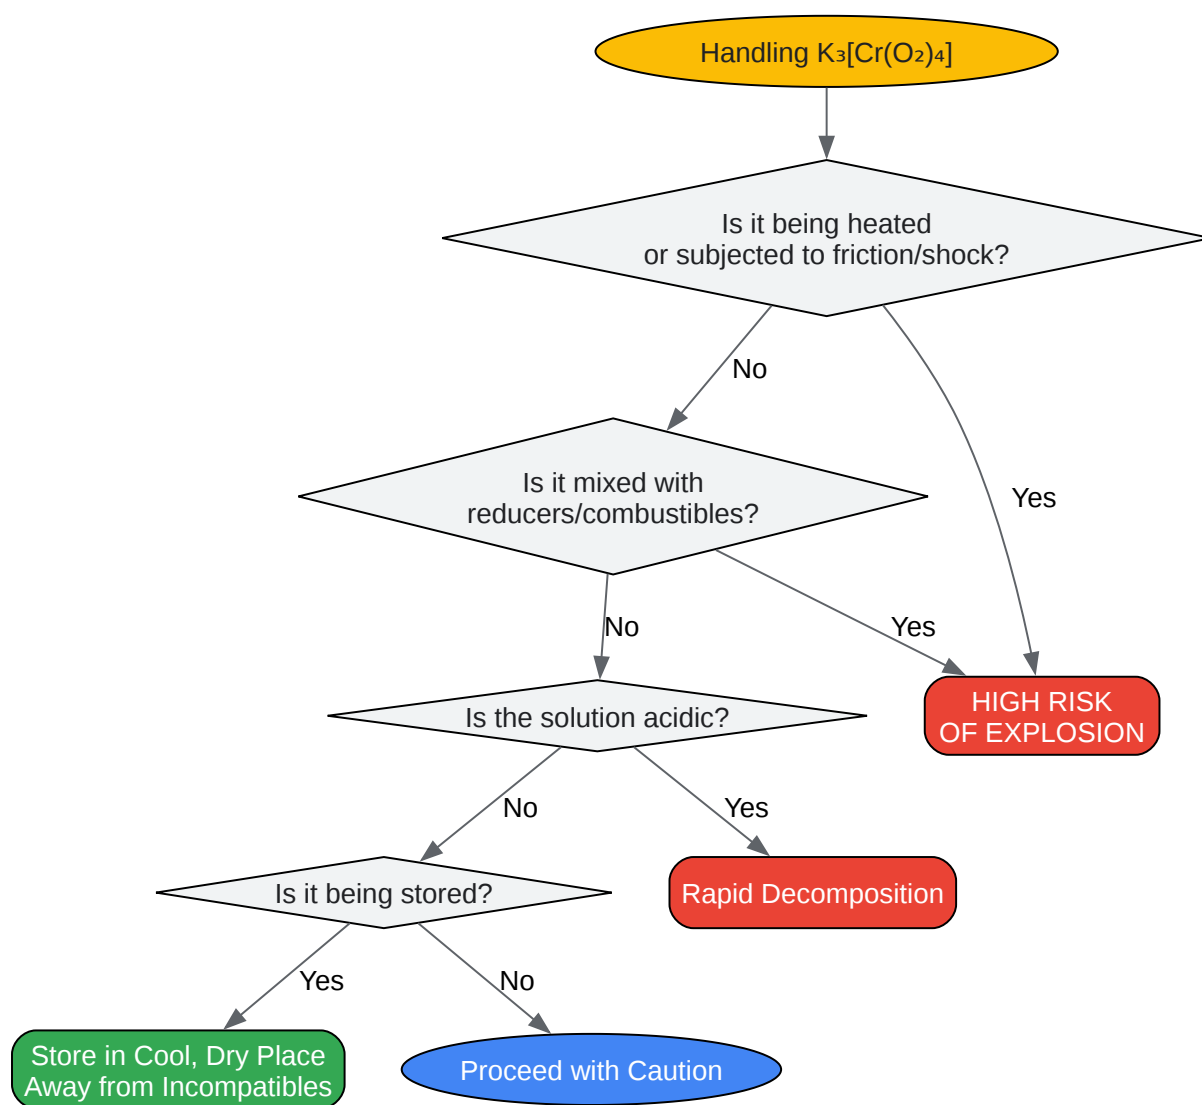 Handling K₃[Cr(O₂)₄]
Is it being heated
or subjected to friction/shock?
No
Yes
Is it mixed with
reducers/combustibles?
No
Yes
HIGH RISK
OF EXPLOSION
Is the solution acidic?
No
Yes
Is it being stored?
Rapid Decomposition
Yes
No
Store in Cool, Dry Place
Away from Incompatibles
Proceed with Caution